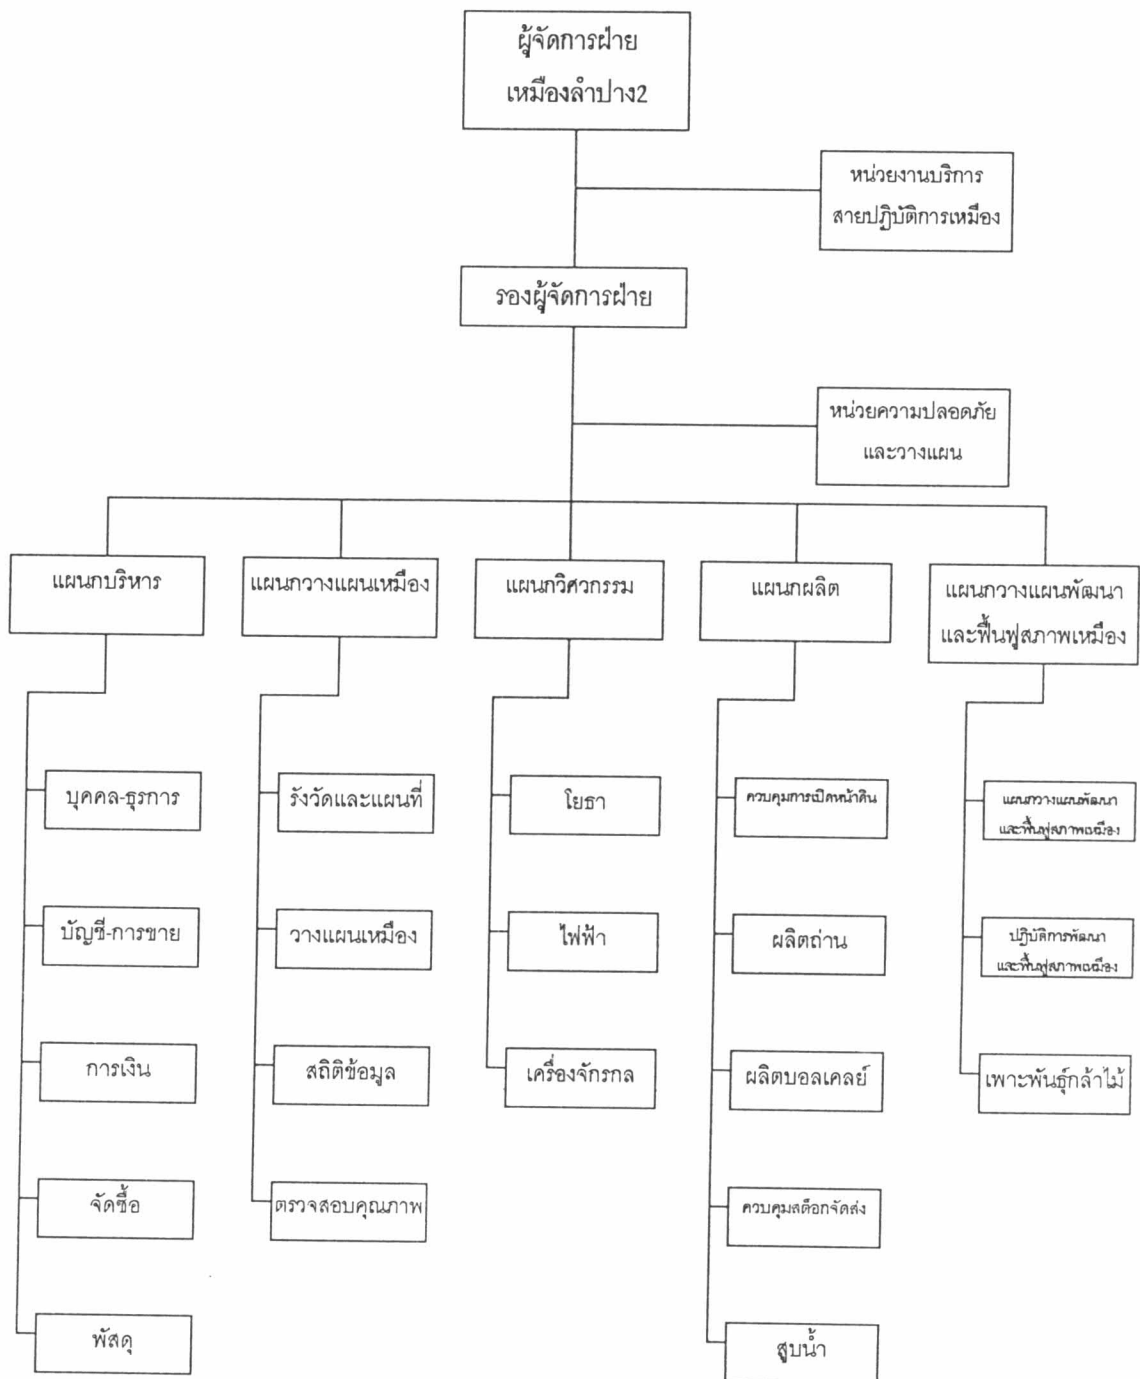 ผู้จัดการฝ่าย
เหมืองลำปาง2
หน่วยงานบริการ
สายปฏิบัติการเหมือง
รองผู้จัดการฝ่าย
หน่วยความปลอดภัย
และวางแผน
แผนกบริหาร
แผนกวางแผนเหมือง
แผนกวิศวกรรม
แผนกผลิต
แผนกวางแผนพัฒนา
และฟื้นฟูสภาพเหมือง
บุคคล-ธุรการ
บัญชี-การขาย
การเงิน
จัดซื้อ
พัสดุ
รังวัดและแผนที่
วางแผนเหมือง
สถิติข้อมูล
ตรวจสอบคุณภาพ
โยธา
ไฟฟ้า
เครื่องจักรกล
ควบคุมการเปิดหน้าดิน
ผลิตถ่าน
ผลิตบอลเคลย์
ควบคุมสต็อกจัดส่ง
สูบน้ำ
แผนกวางแผนพัฒนา
และฟื้นฟูสภาพเหมือง
ปฏิบัติการพัฒนา
และฟื้นฟูสภาพเหมือง
เพาะพันธุ์กล้าไม้